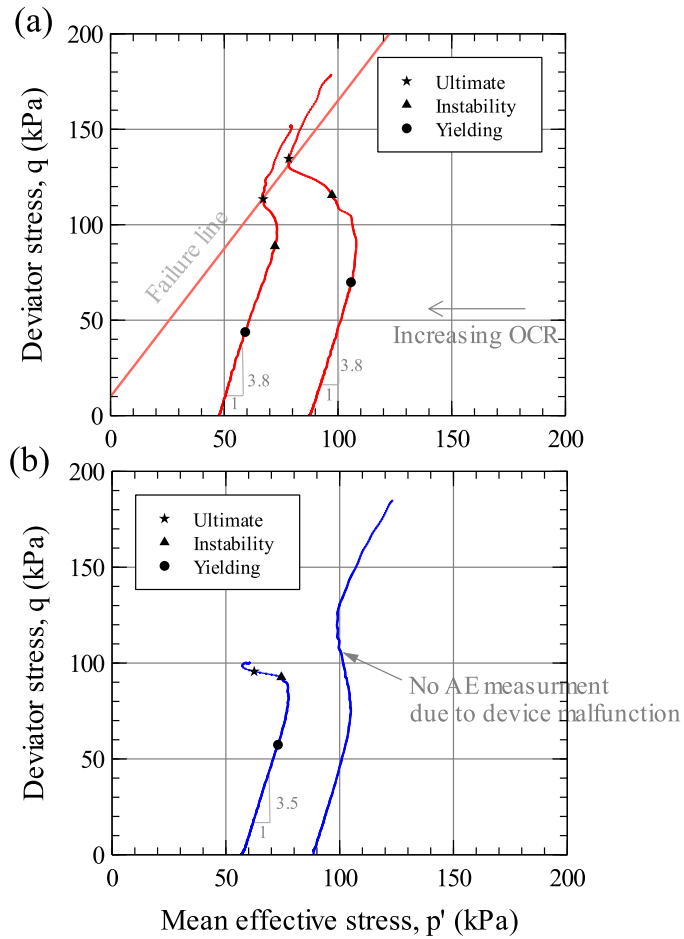 (a)
200
150
100
50
0
Deviator stress, q (kPa)
Ultimate
Instability
Yielding
Failure line
Increasing OCR
3.8
1
3.8
1
0
50
100
150
200
(b)
200
150
100
50
0
Deviator stress, q (kPa)
Ultimate
Instability
Yielding
No AE measurment
due to device malfunction
3.5
1
0
50
100
150
200
Mean effective stress, p' (kPa)